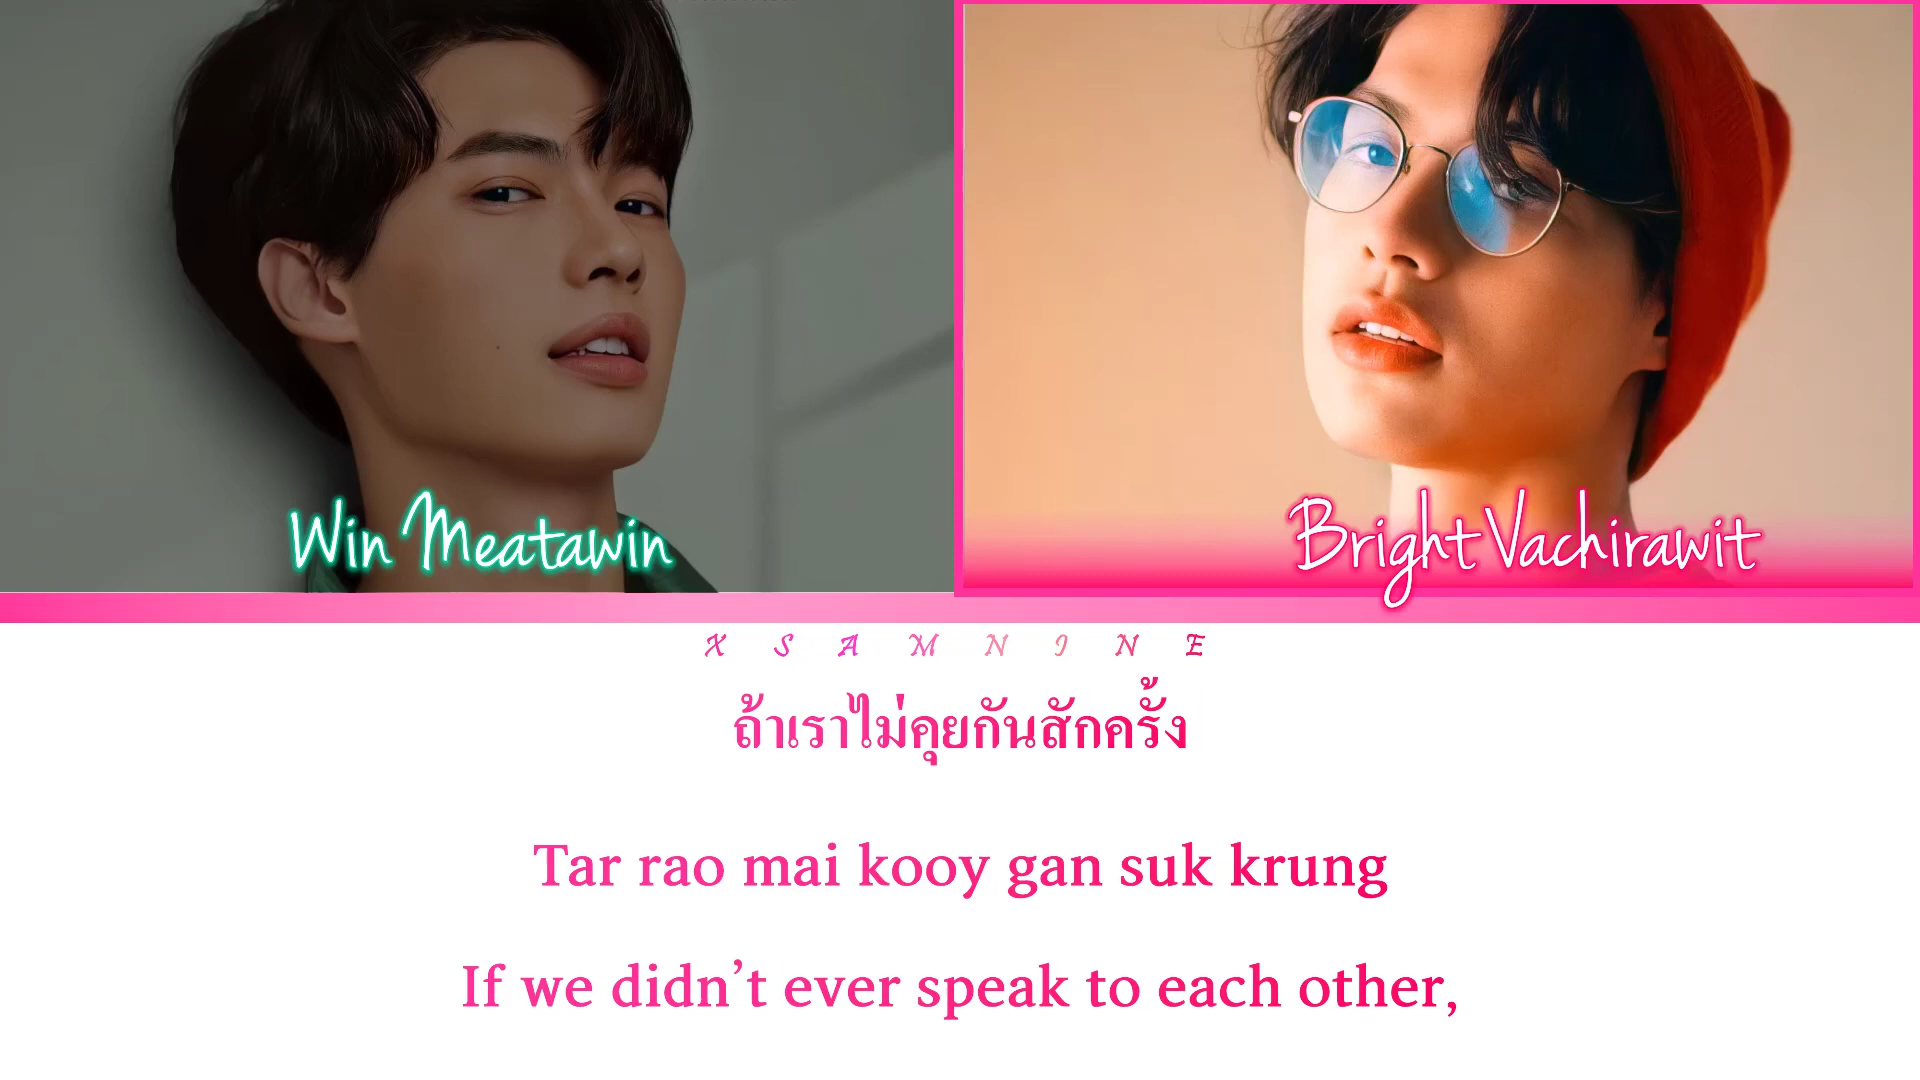 Win Meatawin
Bright Vachirawit
X S A M N I N E
ถ้าเราไม่คุยกันสักครั้ง
Tar rao mai kooy gan suk krung
If we didn’t ever speak to each other,